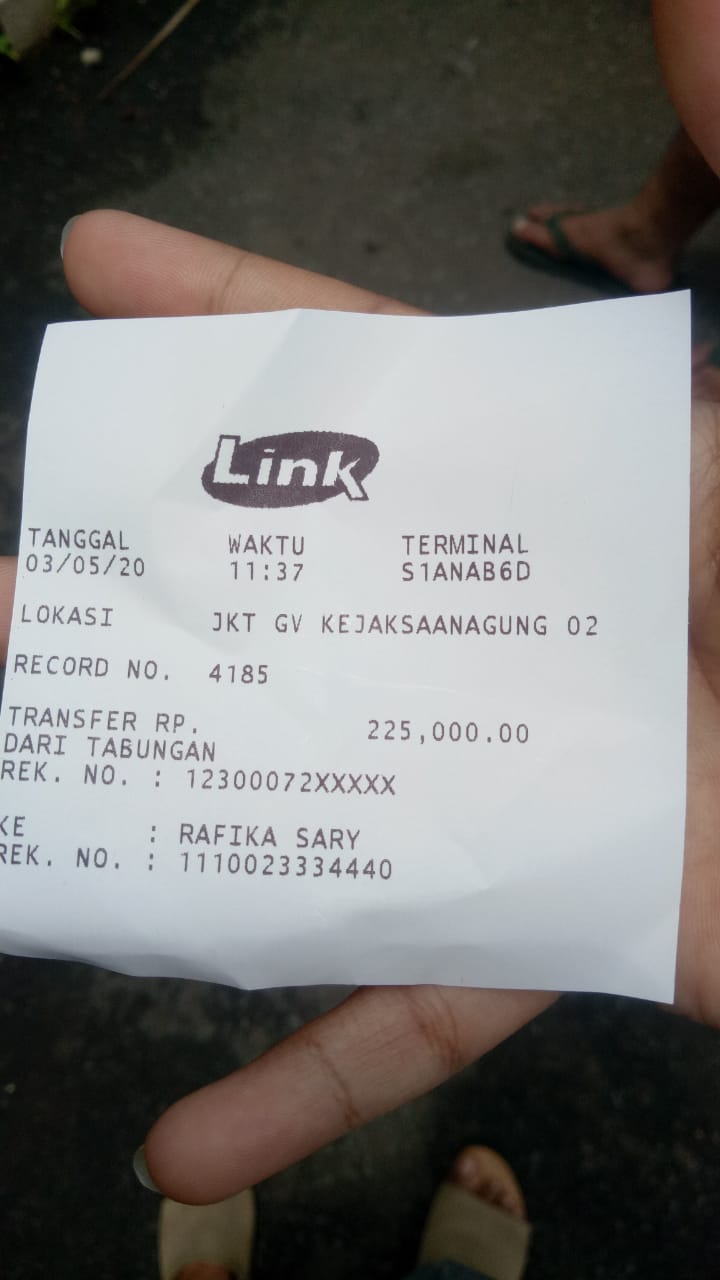 Link
TANGGAL WAKTU TERMINAL
03/05/20 11:37 S1ANAB6D
LOKASI JKT GV KEJAKSAANAGUNG 02
RECORD NO. 4185
TRANSFER RP. 225,000.00
DARI TABUNGAN
REK. NO. : 12300072XXXXX
KE : RAFIKA SARY
REK. NO. : 1110023334440